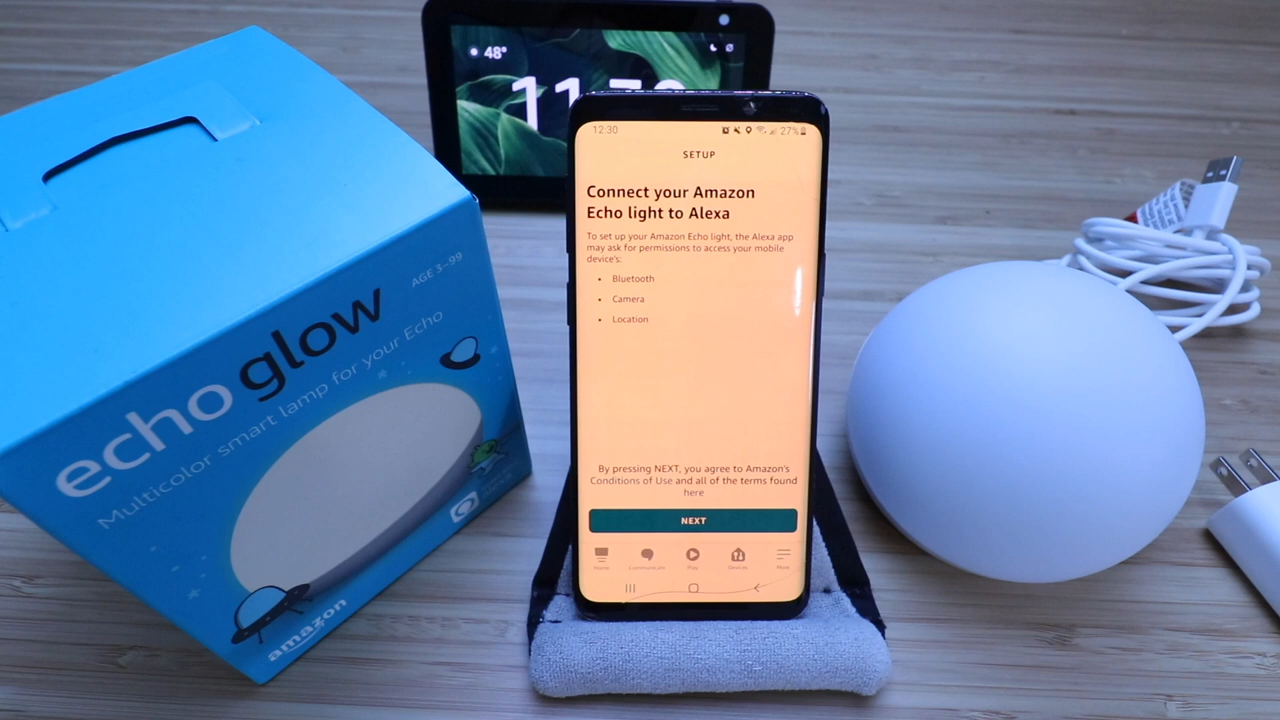 48°
12:30
27%
SETUP
Connect your Amazon
Echo light to Alexa
To set up your Amazon Echo light, the Alexa app
may ask for permissions to access your mobile
device's:
• Bluetooth
• Camera
• Location
By pressing NEXT, you agree to Amazon's
Conditions of Use and all of the terms found
here
NEXT
Home
Communicate
Play
Devices
More
AGE 3-99
echo glow
Multicolor smart lamp for your Echo
amazon